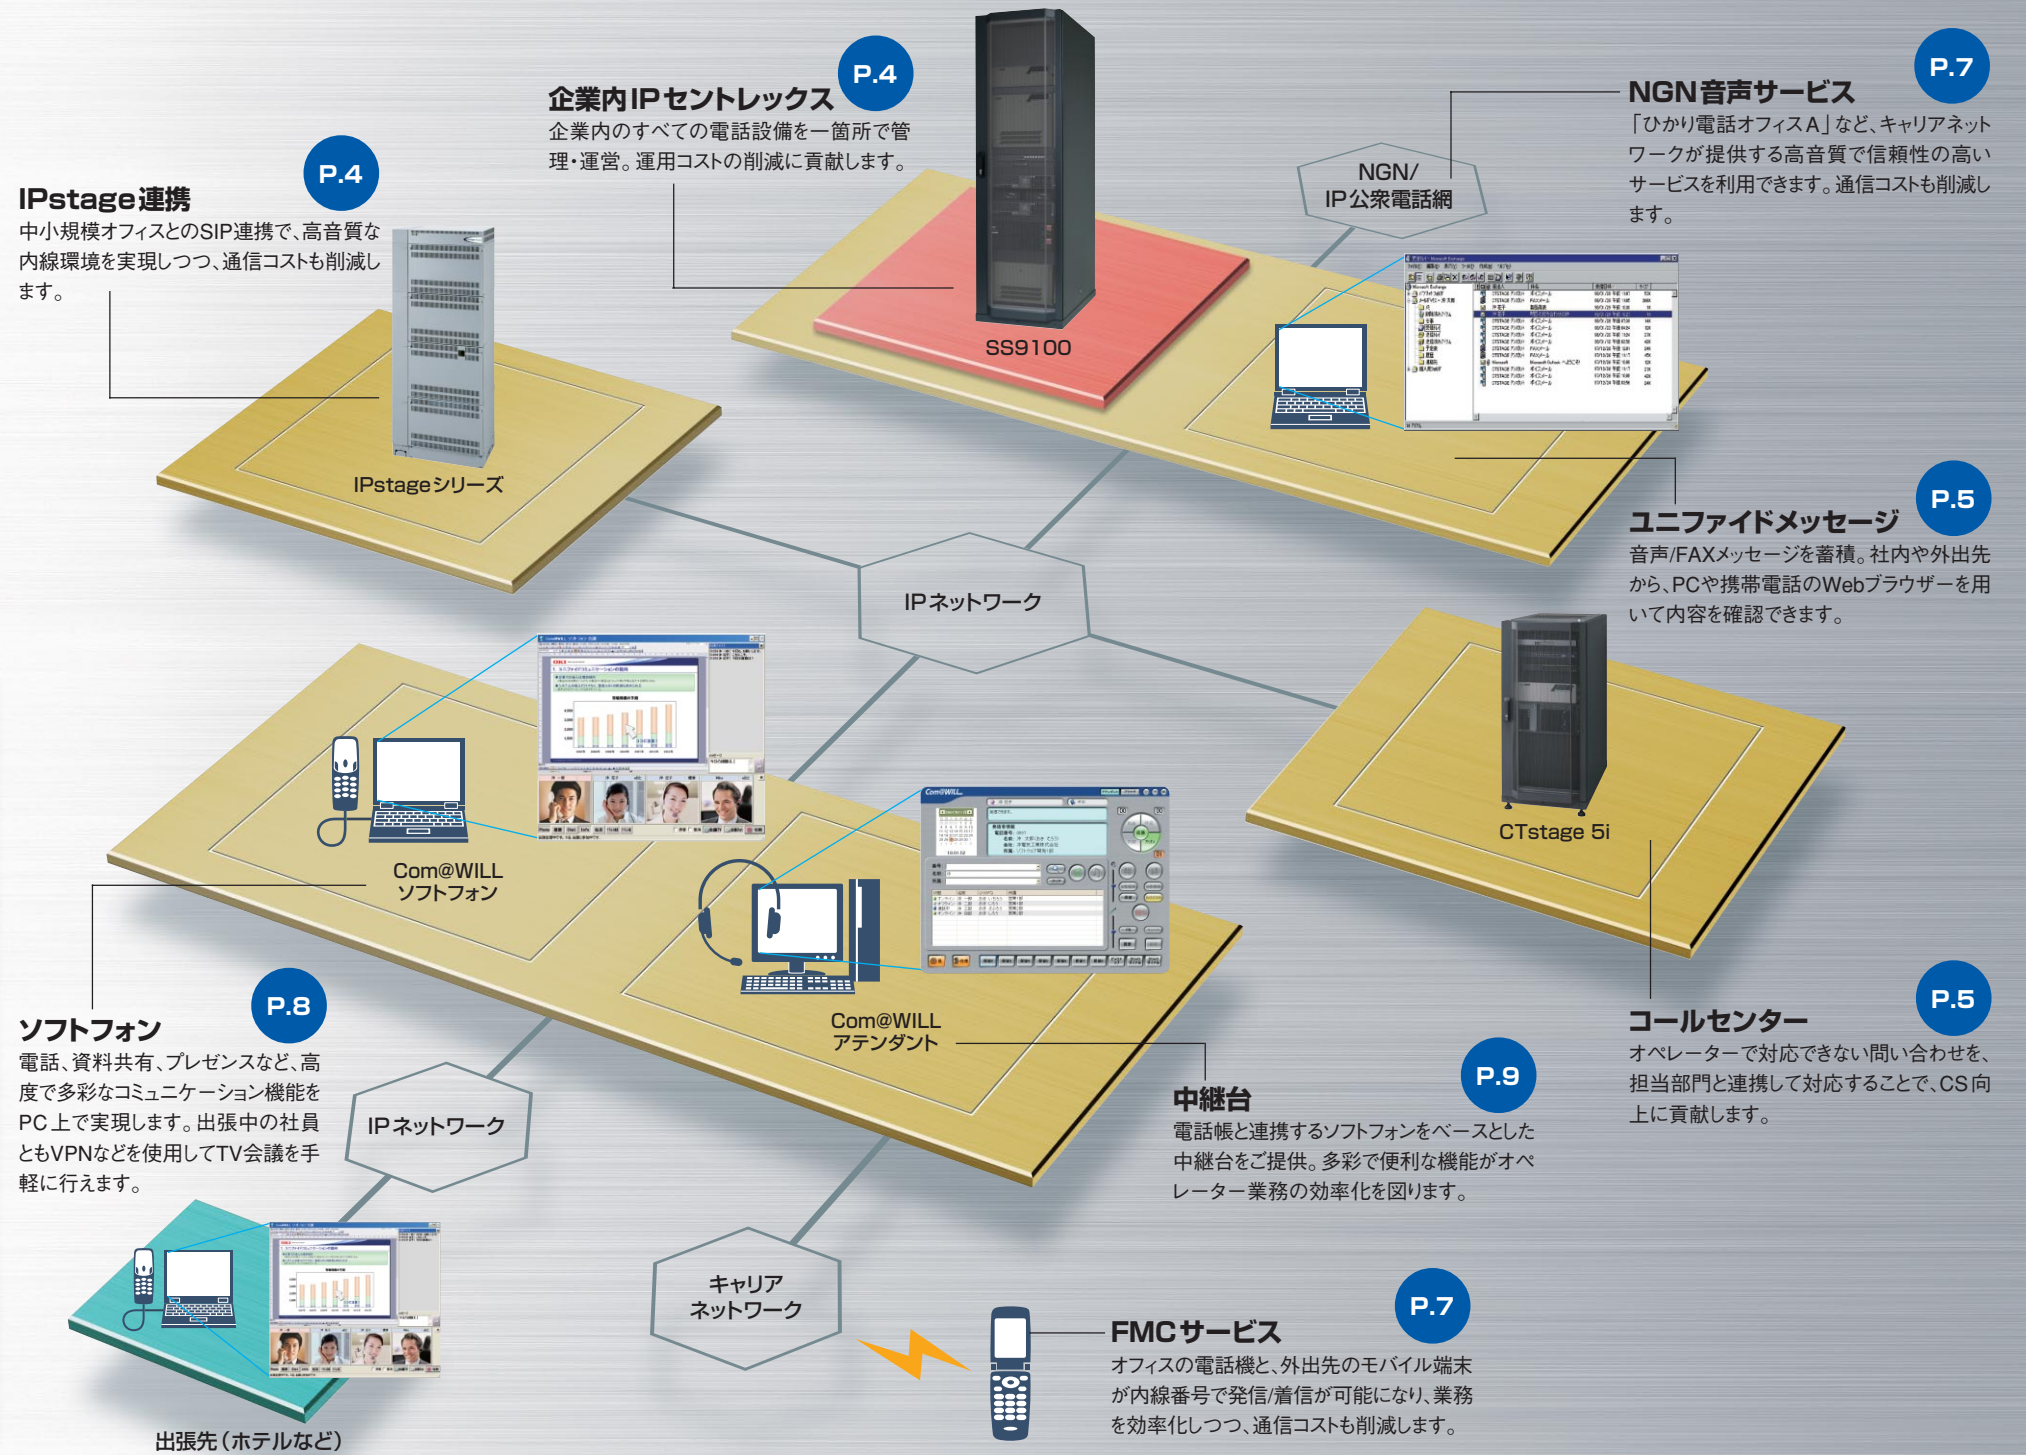 P.4
企業内IPセントレックス
企業内のすべての電話設備を一箇所で管
理・運営。運用コストの削減に貢献します。
P.7
NGN音声サービス
「ひかり電話オフィスA」など、キャリアネット
ワークが提供する高音質で信頼性の高い
サービスを利用できます。通信コストも削減し
ます。
P.4
IPstage連携
中小規模オフィスとのSIP連携で、高音質な
内線環境を実現しつつ、通信コストも削減し
ます。
NGN/
IP公衆電話網
SS9100
IPstageシリーズ
P.5
ユニファイドメッセージ
音声/FAXメッセージを蓄積。社内や外出先
から、PCや携帯電話のWebブラウザーを用
いて内容を確認できます。
IPネットワーク
CTstage 5i
Com@WILL
ソフトフォン
Com@WILL
Com@WILL
アテンダント
P.8
ソフトフォン
電話、資料共有、プレゼンスなど、高
度で多彩なコミュニケーション機能を
PC上で実現します。出張中の社員
ともVPNなどを使用してTV会議を手
軽に行えます。
P.5
コールセンター
オペレーターで対応できない問い合わせを、
担当部門と連携して対応することで、CS向
上に貢献します。
P.9
中継台
電話帳と連携するソフトフォンをベースとした
中継台をご提供。多彩で便利な機能がオペ
レーター業務の効率化を図ります。
IPネットワーク
キャリア
ネットワーク
P.7
FMCサービス
オフィスの電話機と、外出先のモバイル端末
が内線番号で発信/着信が可能になり、業務
を効率化しつつ、通信コストも削減します。
出張先(ホテルなど)